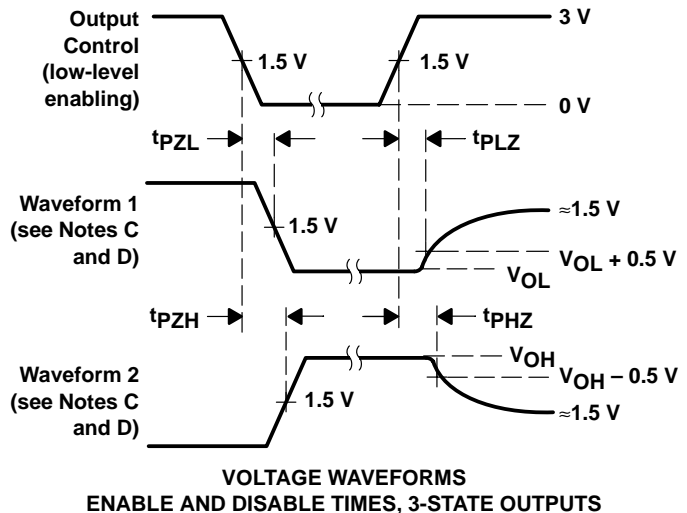 Output
Control
(low-level
enabling)
1.5 V
1.5 V
3 V
0 V
tPZL
tPLZ
Waveform 1
(see Notes C
and D)
1.5 V
≈1.5 V
VOL + 0.5 V
VOL
tPZH
tPHZ
Waveform 2
(see Notes C
and D)
1.5 V
VOH
VOH – 0.5 V
≈1.5 V
VOLTAGE WAVEFORMS
ENABLE AND DISABLE TIMES, 3-STATE OUTPUTS